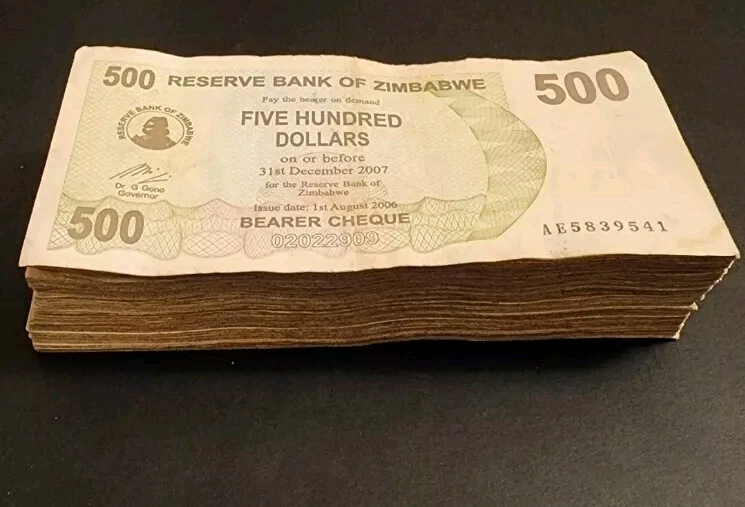 500 RESERVE BANK OF ZIMBABWE 500
Pay the bearer on demand
RESERVE BANK OF ZIMBABWE
FIVE HUNDRED
DOLLARS
on or before
31st December 2007
for the Reserve Bank of
Zimbabwe
Dr G Gono
Governor
Issue date: 1st August 2006
500 BEARER CHEQUE
02022909
AE5839541